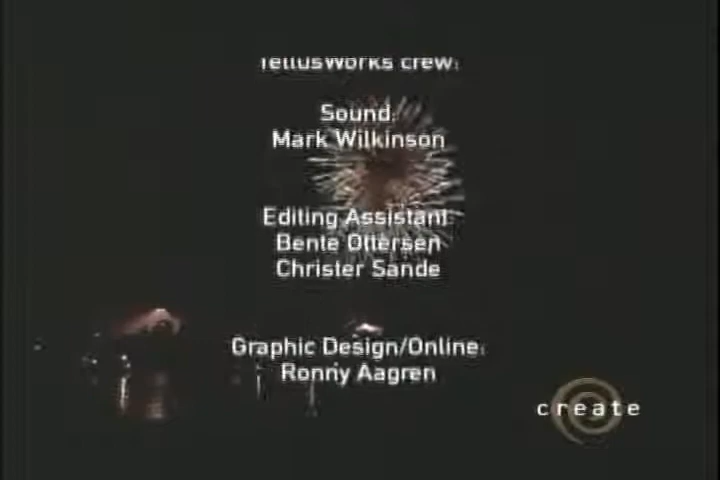 TellusWorks crew:
Sound:
Mark Wilkinson
Editing Assistant:
Bente Ottersen
Christer Sande
Graphic Design/Online:
Ronny Aagren
create